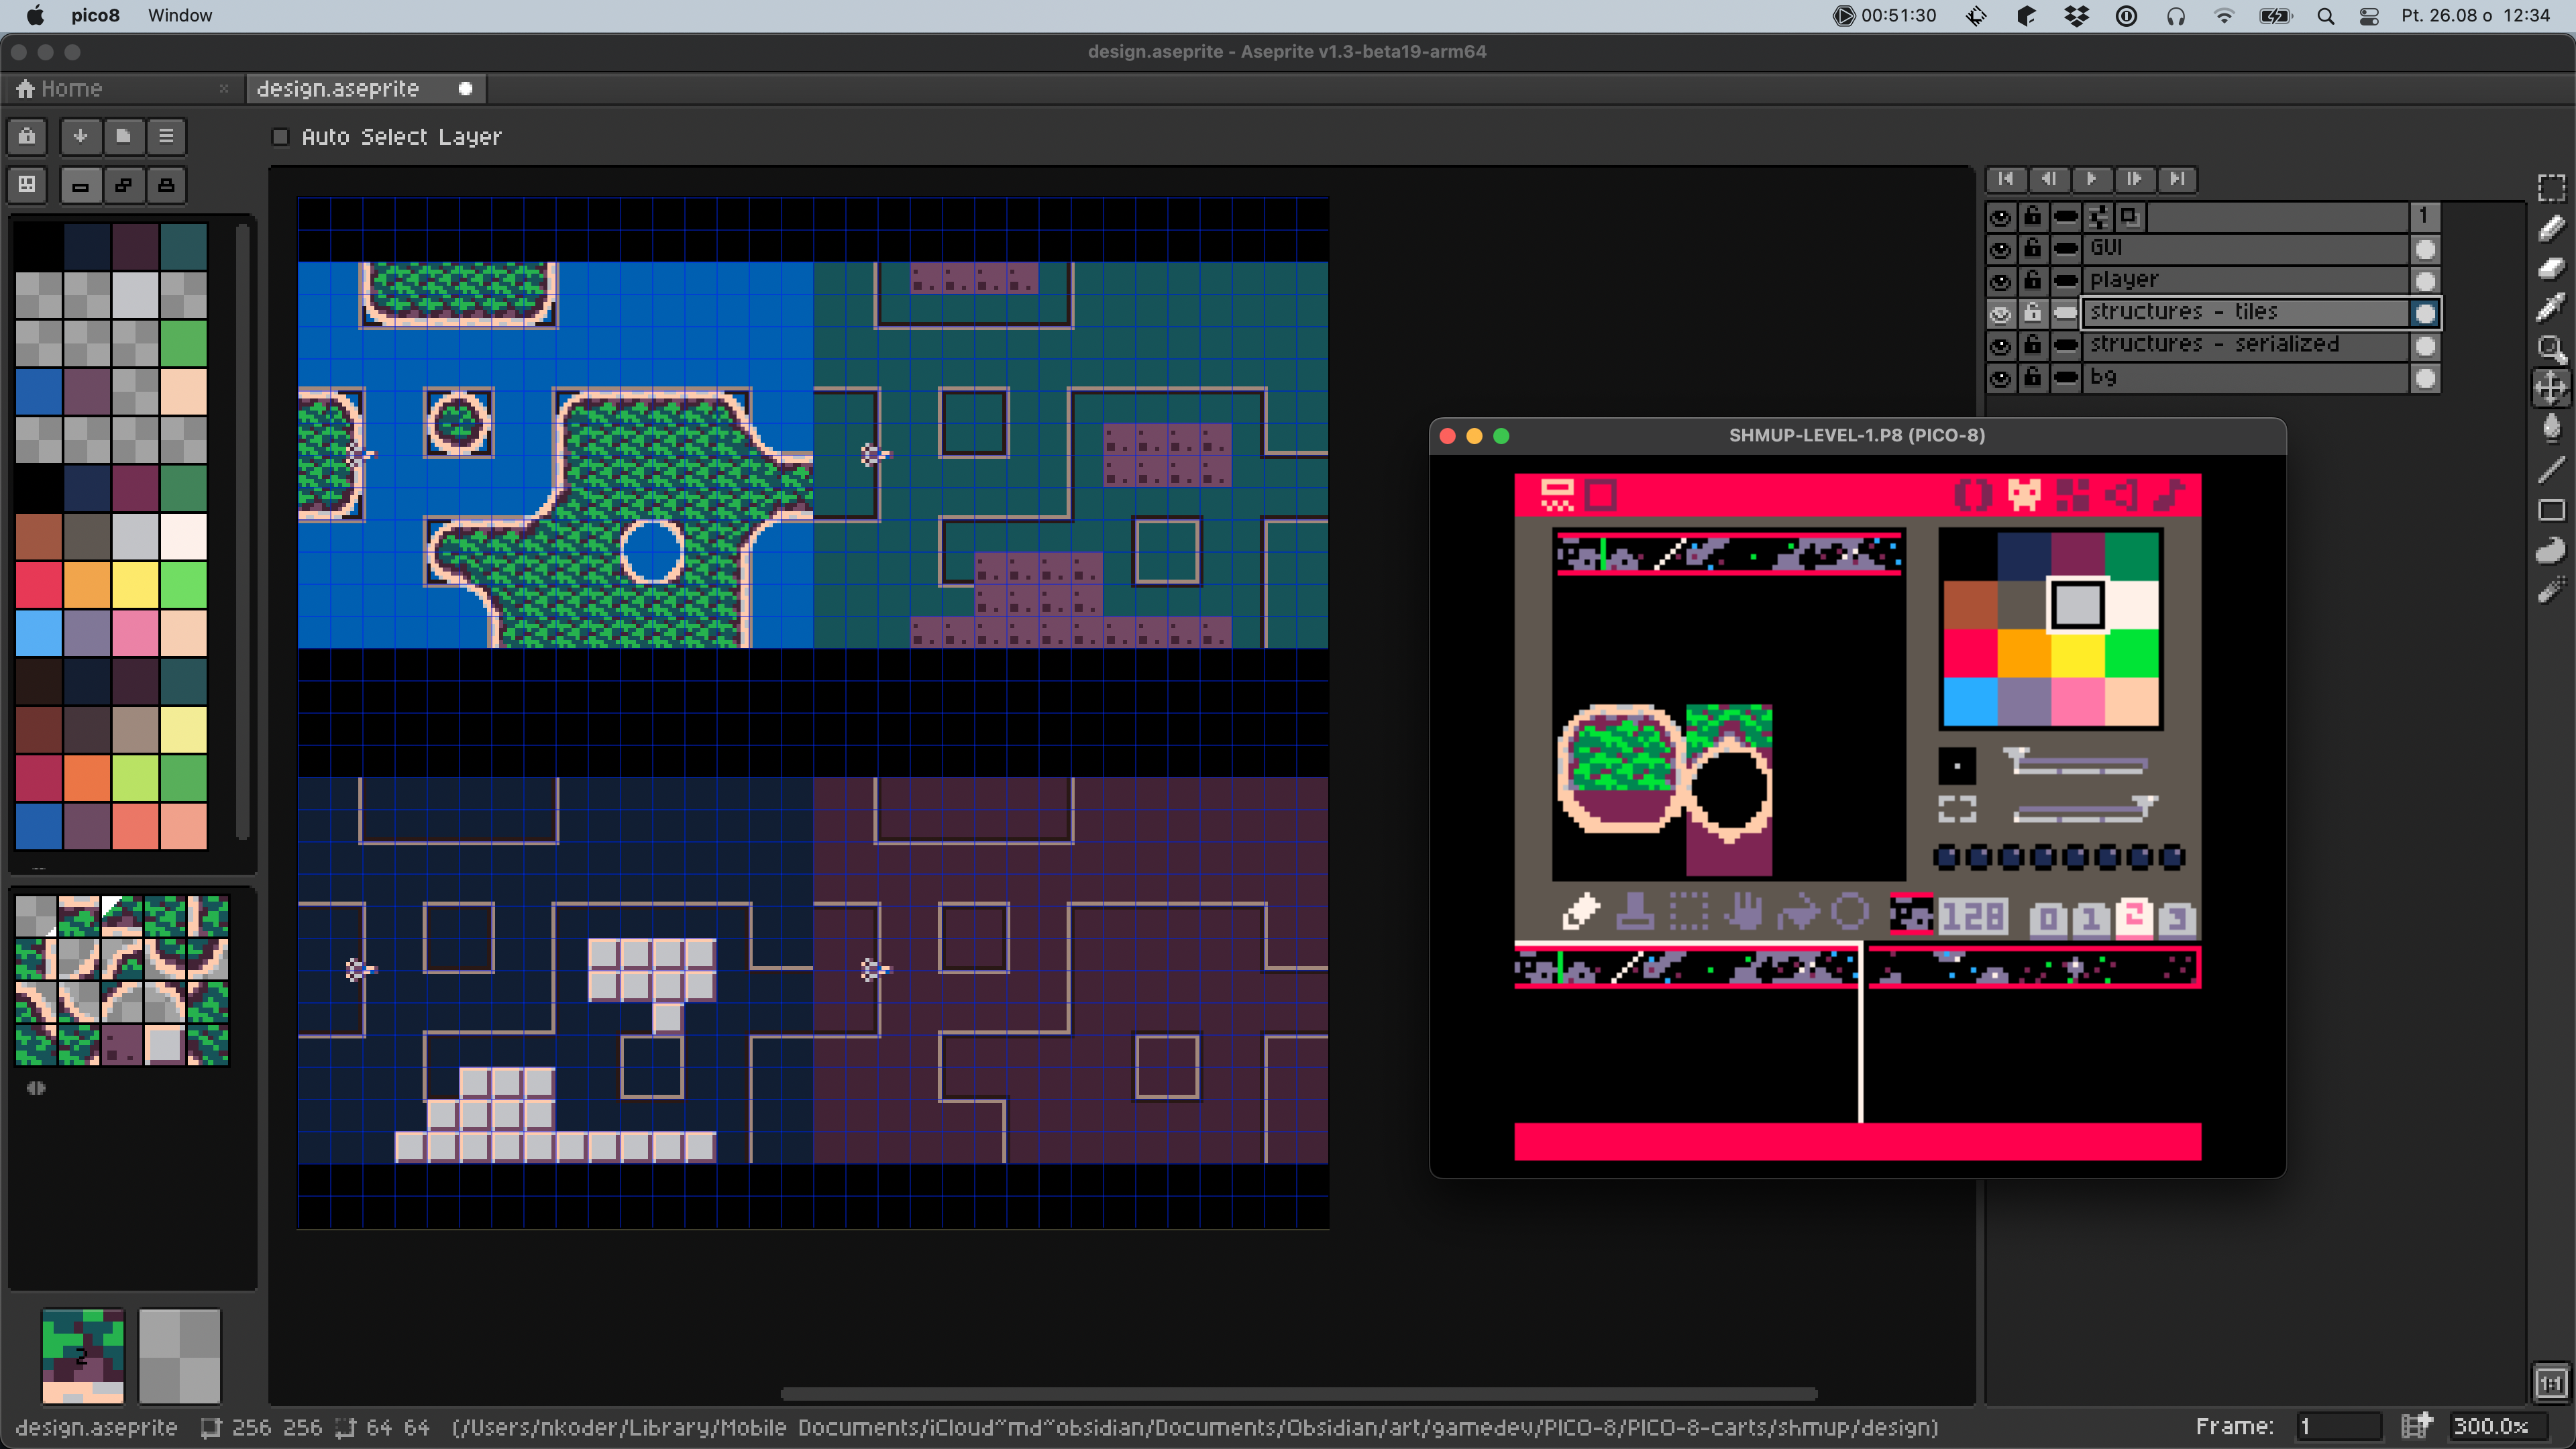 pico8 Window 00:51:30 Pt. 26.08 o 12:34
design.aseprite - Aseprite v1.3-beta19-arm64
Home design.aseprite
Auto Select Layer
1
GUI
player
structures - tiles
structures - serialized
bg
SHMUP-LEVEL-1.P8 (PICO-8)
128 0 1 2 3
2
1:1
design.aseprite 256 256 64 64 (/Users/nkoder/Library/Mobile Documents/iCloud~md~obsidian/Documents/Obsidian/art/gamedev/PICO-8/PICO-8-carts/shmup/design) Frame: 1 300.0%